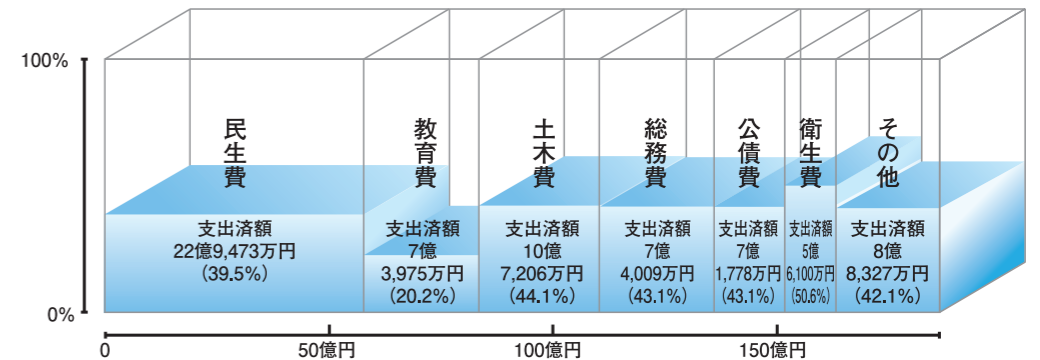 100%
0%
民生費
支出済額
22億9,473万円
(39.5%)
教育費
支出済額
7億
3,975万円
(20.2%)
土木費
支出済額
10億
7,206万円
(44.1%)
総務費
支出済額
7億
4,009万円
(43.1%)
公債費
支出済額
7億
1,778万円
(43.1%)
衛生費
支出済額
5億
6,100万円
(50.6%)
その他
支出済額
8億
8,327万円
(42.1%)
0
50億円
100億円
150億円